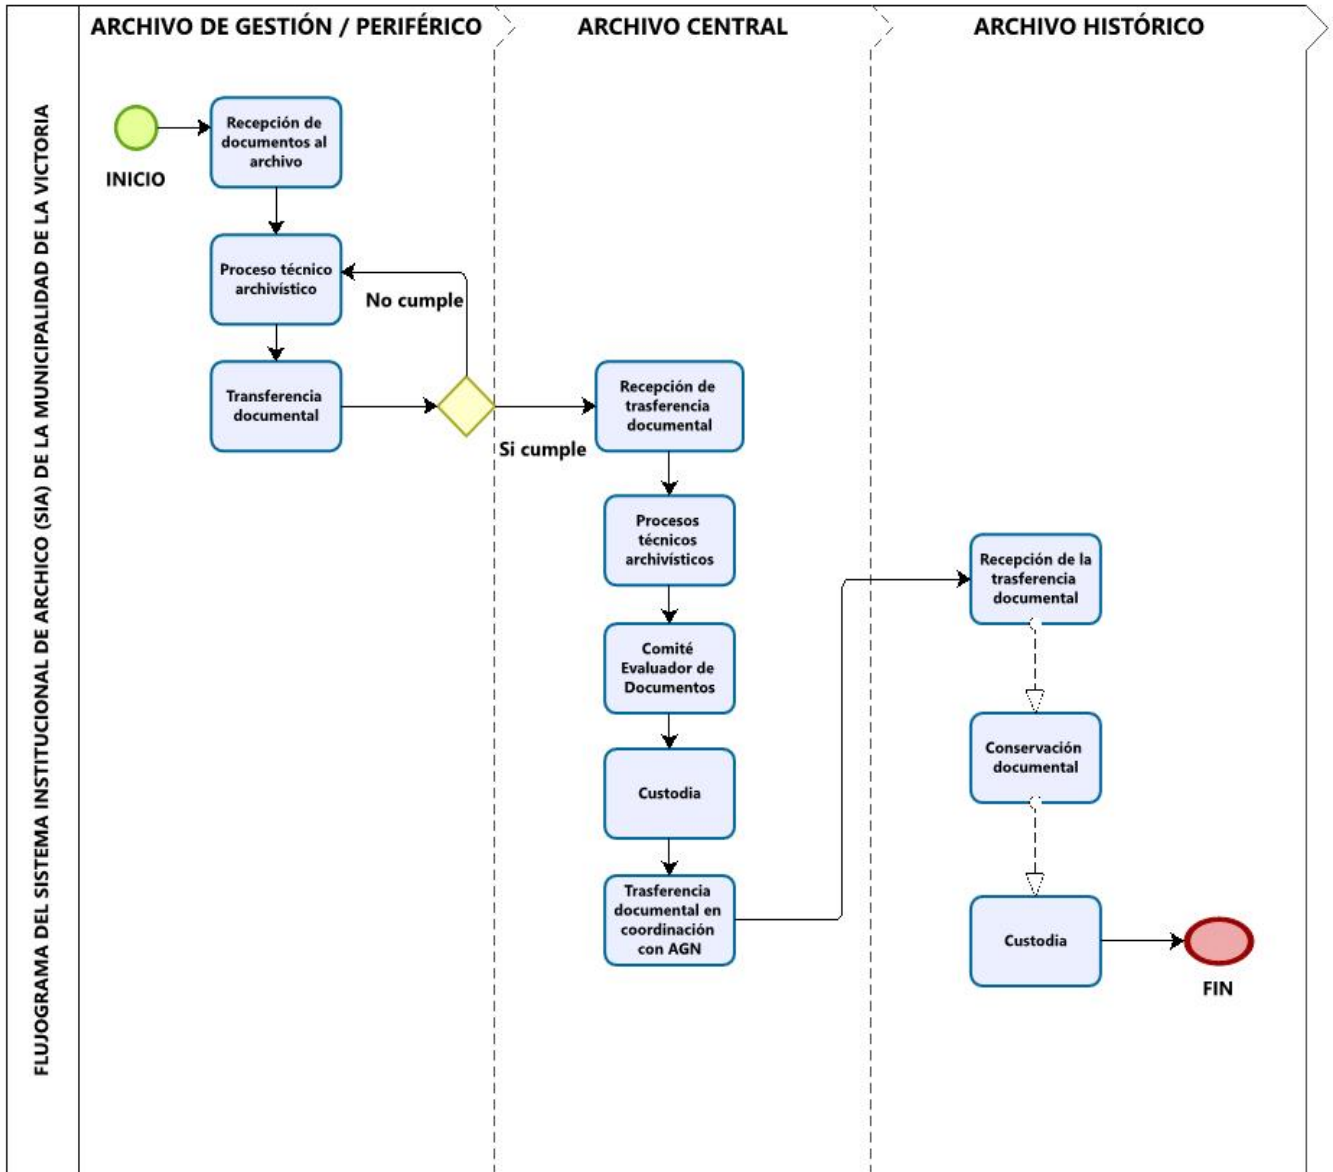 FLUJOGRAMA DEL SISTEMA INSTITUCIONAL DE ARCHICO (SIA) DE LA MUNICIPALIDAD DE LA VICTORIA
ARCHIVO DE GESTIÓN / PERIFÉRICO
ARCHIVO CENTRAL
ARCHIVO HISTÓRICO
INICIO
Recepción de
documentos al
archivo
Proceso técnico
archivístico
No cumple
Transferencia
documental
Si cumple
Recepción de
trasferencia
documental
Procesos
técnicos
archivísticos
Comité
Evaluador de
Documentos
Custodia
Trasferencia
documental en
coordinación
con AGN
Recepción de la
trasferencia
documental
Conservación
documental
Custodia
FIN